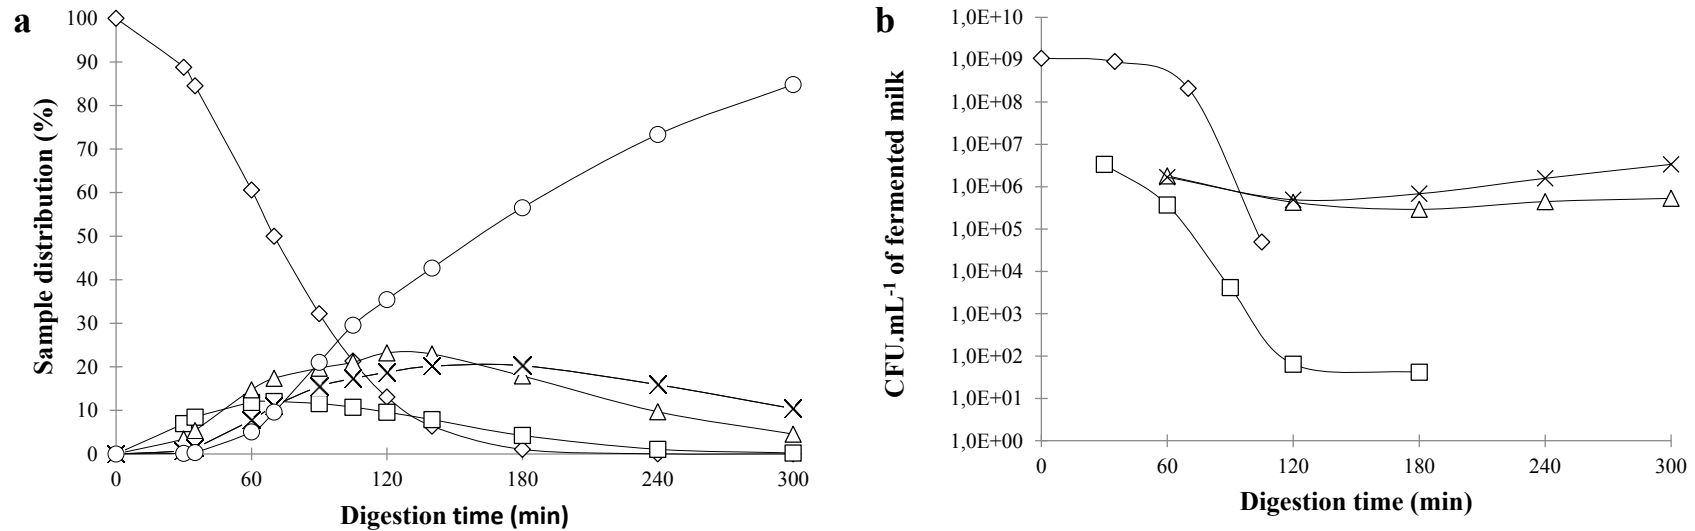 a
100
90
80
70
60
50
40
30
20
10
0
Sample distribution (%)
0 60 120 180 240 300
Digestion time (min)
b
1,0E+10
1,0E+09
1,0E+08
1,0E+07
1,0E+06
1,0E+05
1,0E+04
1,0E+03
1,0E+02
1,0E+01
1,0E+00
CFU.mL⁻¹ of fermented milk
0 60 120 180 240 300
Digestion time (min)